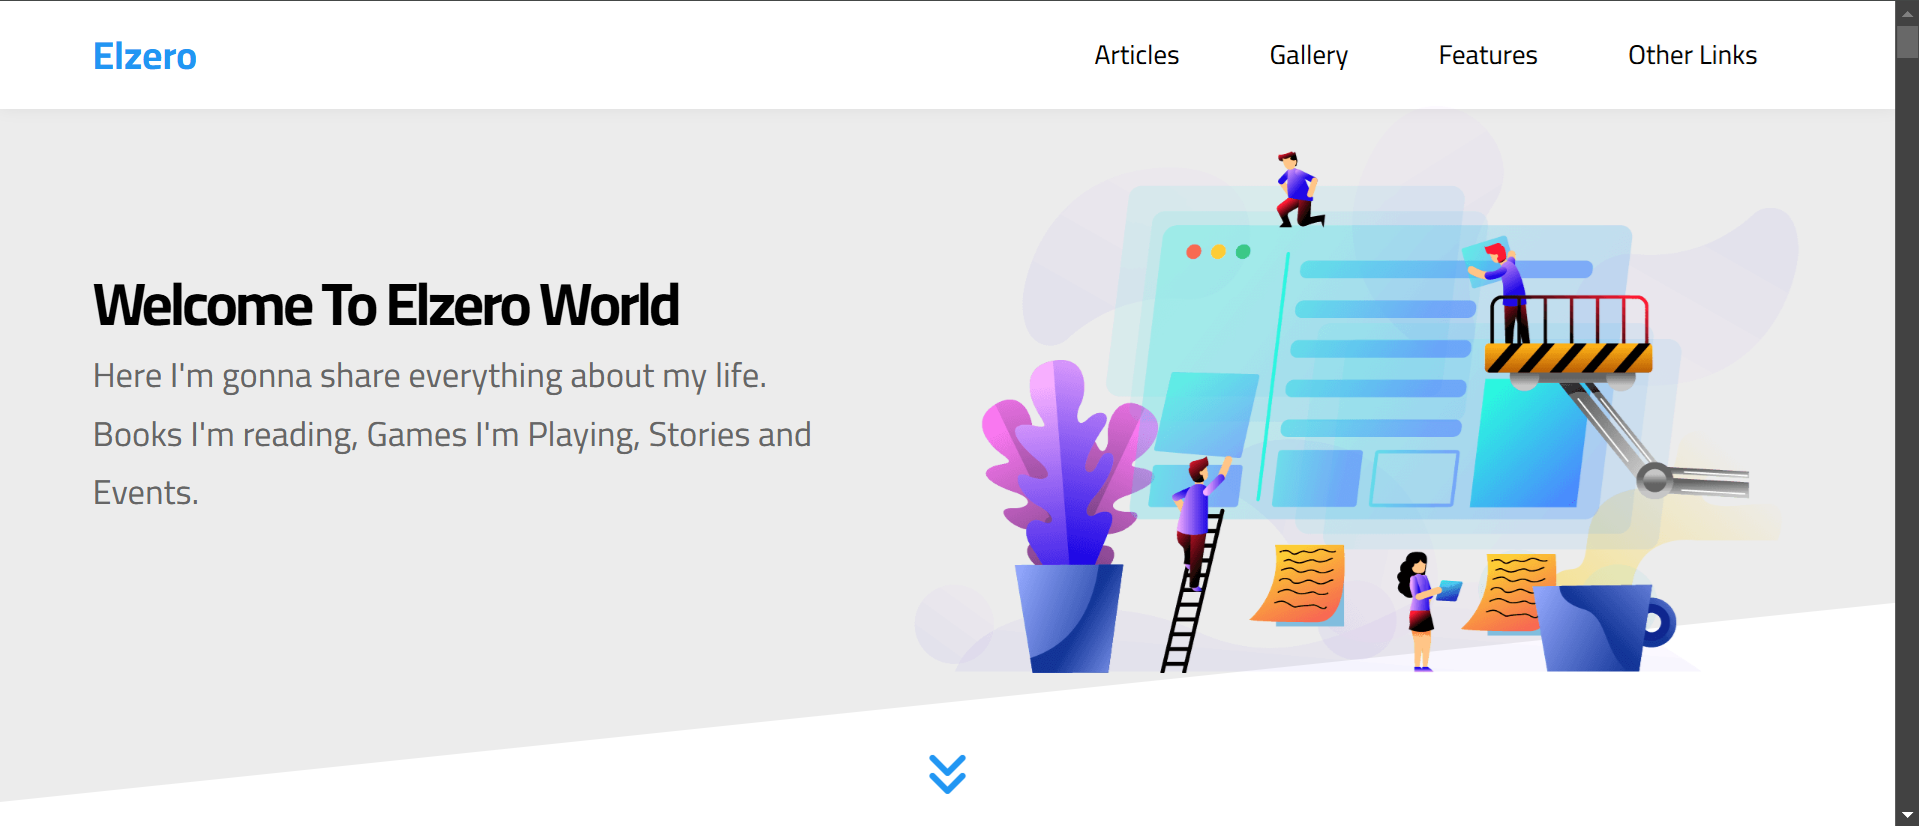 Elzero
Articles
Gallery
Features
Other Links
Welcome To Elzero World
Here I'm gonna share everything about my life.
Books I'm reading, Games I'm Playing, Stories and
Events.